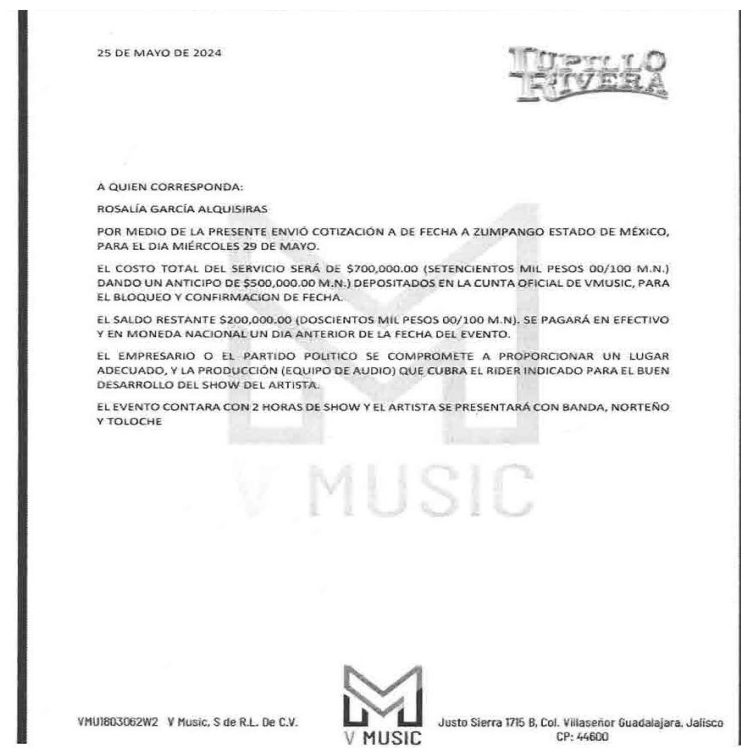 25 DE MAYO DE 2024
LUPILLO
RIVERA
A QUIEN CORRESPONDA:
ROSALÍA GARCÍA ALQUISIRAS
POR MEDIO DE LA PRESENTE ENVIÓ COTIZACIÓN A DE FECHA A ZUMPANGO ESTADO DE MÉXICO,
PARA EL DIA MIÉRCOLES 29 DE MAYO.
EL COSTO TOTAL DEL SERVICIO SERÁ DE $700,000.00 (SETENCIENTOS MIL PESOS 00/100 M.N.)
DANDO UN ANTICIPO DE $500,000.00 M.N.) DEPOSITADOS EN LA CUNTA OFICIAL DE VMUSIC, PARA
EL BLOQUEO Y CONFIRMACION DE FECHA.
EL SALDO RESTANTE $200,000.00 (DOSCIENTOS MIL PESOS 00/100 M.N). SE PAGARÁ EN EFECTIVO
Y EN MONEDA NACIONAL UN DIA ANTERIOR DE LA FECHA DEL EVENTO.
EL EMPRESARIO O EL PARTIDO POLITICO SE COMPROMETE A PROPORCIONAR UN LUGAR
ADECUADO, Y LA PRODUCCIÓN (EQUIPO DE AUDIO) QUE CUBRA EL RIDER INDICADO PARA EL BUEN
DESARROLLO DEL SHOW DEL ARTISTA.
EL EVENTO CONTARA CON 2 HORAS DE SHOW Y EL ARTISTA SE PRESENTARÁ CON BANDA, NORTEÑO
Y TOLOCHE
V MUSIC
VMU1803062W2 V Music, S de R.L. De C.V.
V MUSIC
Justo Sierra 1715 B, Col. Villaseñor Guadalajara, Jalisco
CP: 44600